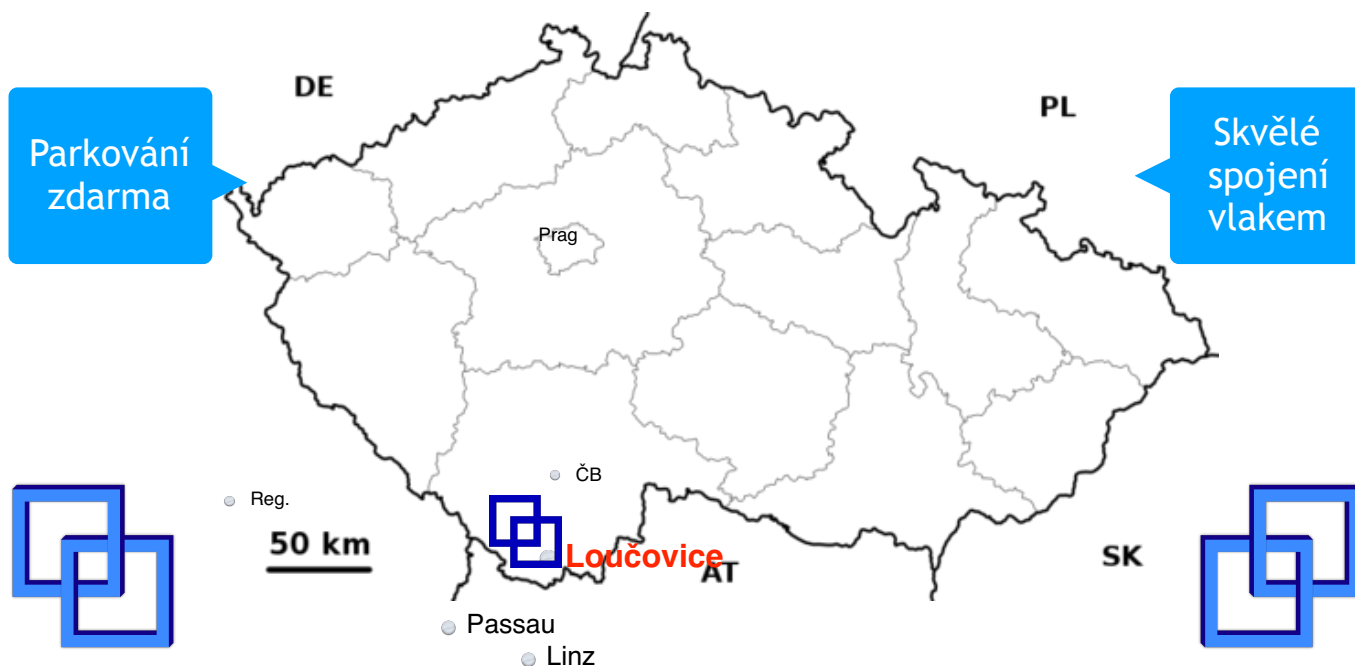 DE
PL
Parkování
zdarma
Skvělé
spojení
vlakem
Prag
ČB
Reg.
50 km
Loučovice
AT
SK
Passau
Linz